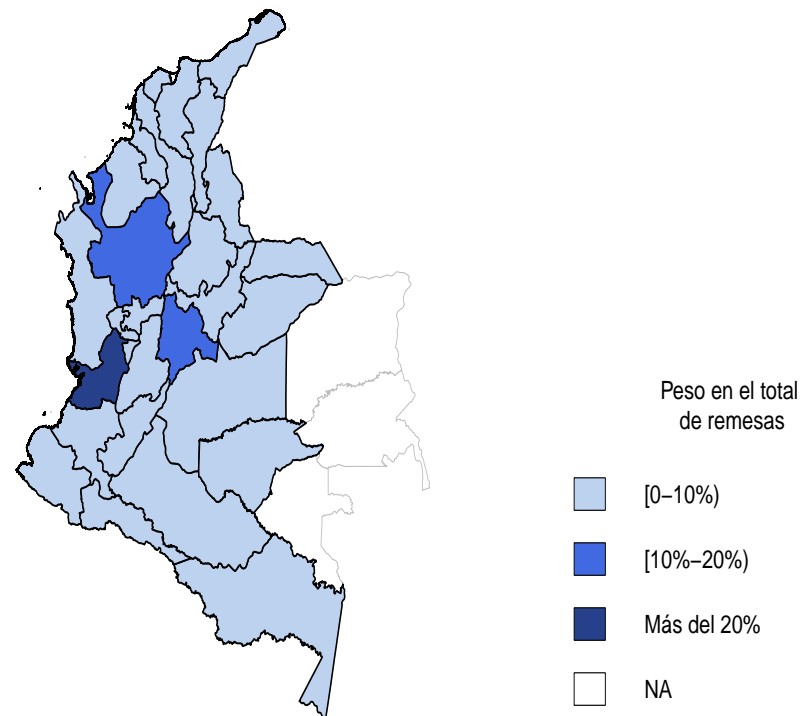 Peso en el total
de remesas
[0–10%)
[10%–20%)
Más del 20%
NA